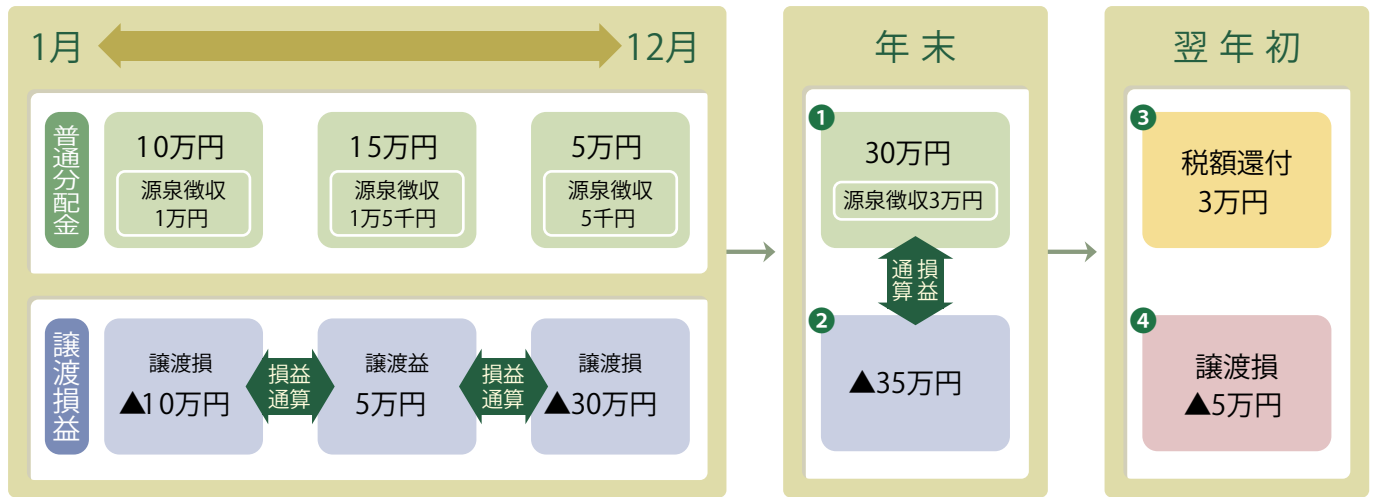 1月
12月
普通分配金
10万円
源泉徴収
1万円
15万円
源泉徴収
1万5千円
5万円
源泉徴収
5千円
譲渡損益
譲渡損
▲10万円
損益
通算
譲渡益
5万円
損益
通算
譲渡損
▲30万円
年末
1
30万円
源泉徴収3万円
損益
通算
2
▲35万円
翌年初
3
税額還付
3万円
4
譲渡損
▲5万円